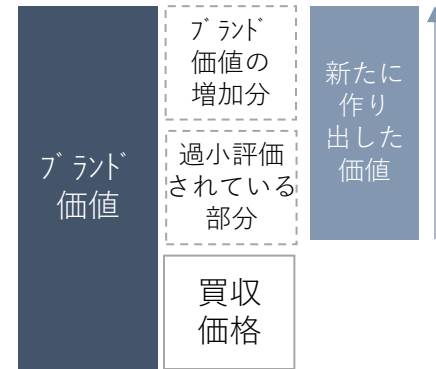 ﾌﾞﾗﾝﾄﾞ
価値
ﾌﾞﾗﾝﾄﾞ
価値の
増加分
過小評価
されている
部分
買収
価格
新たに
作り
出した
価値